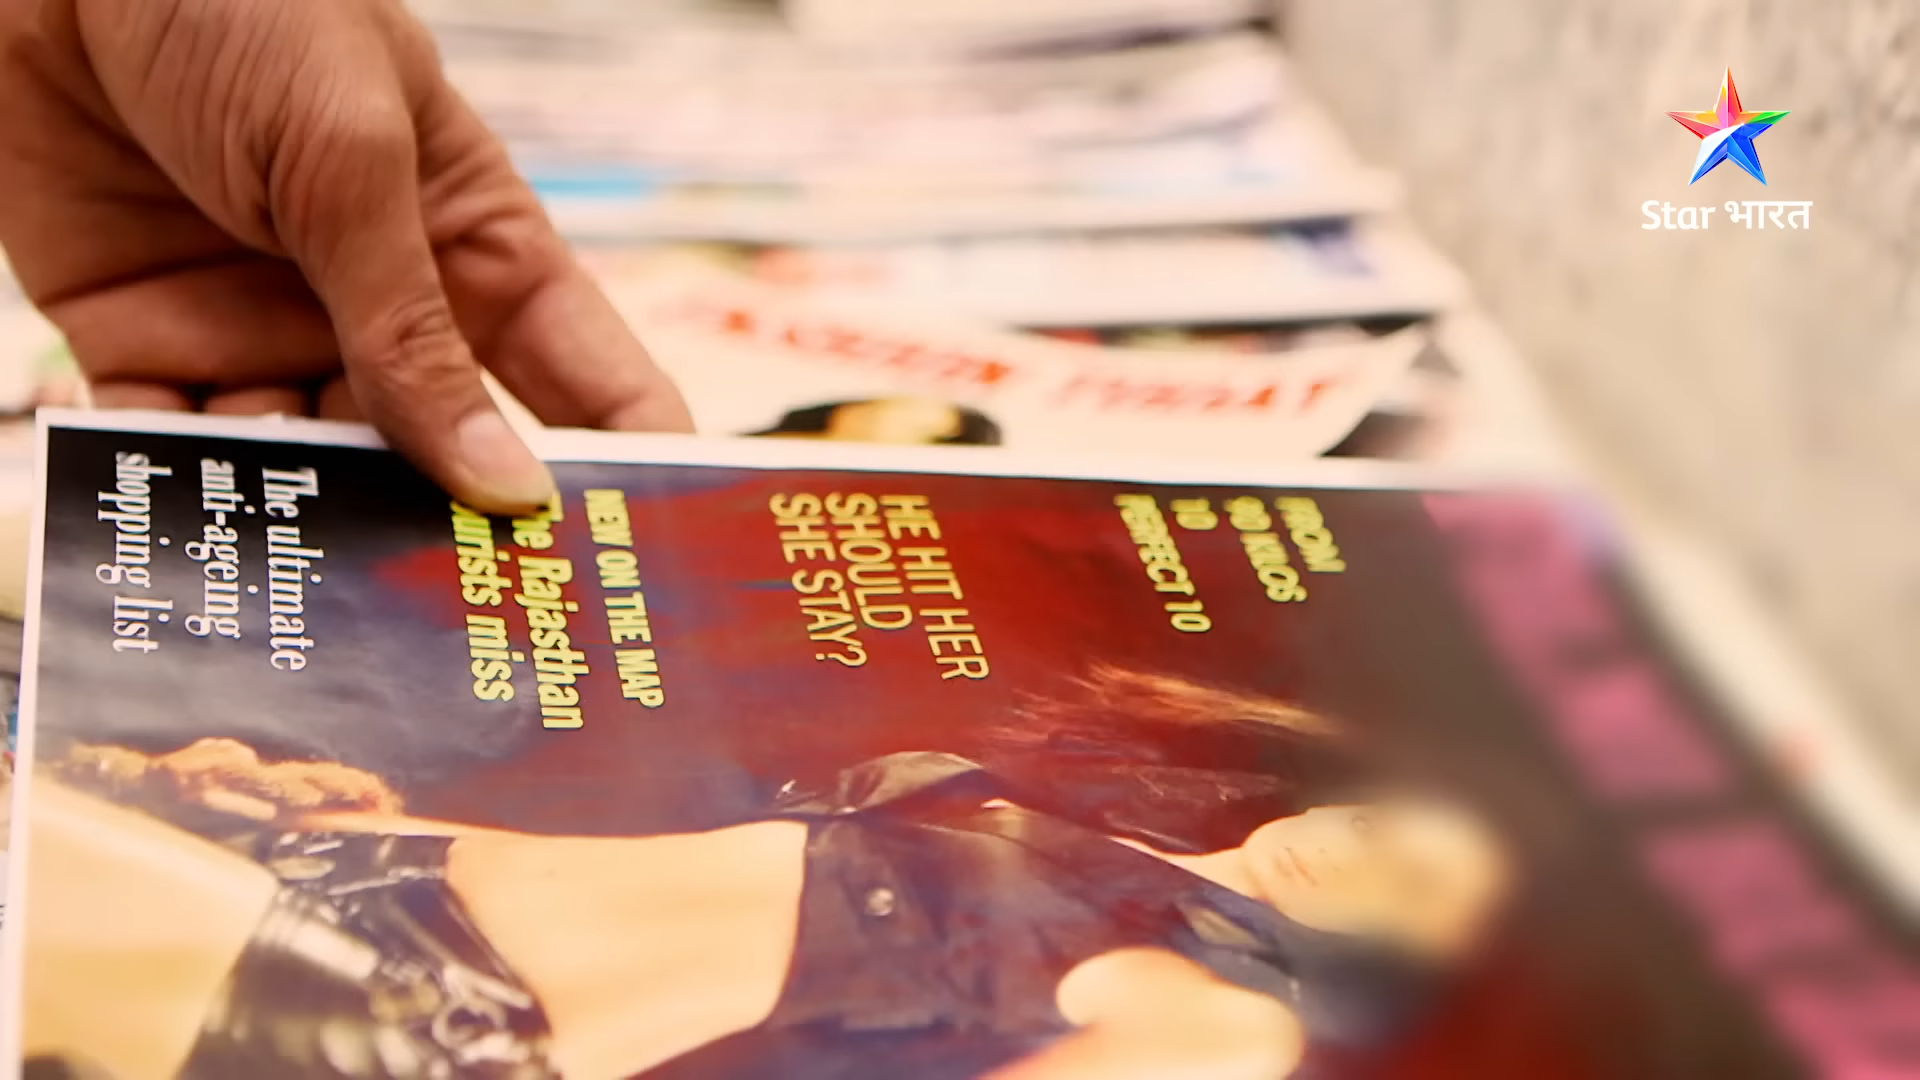 Star भारत
FROM
90 KILOS
TO
PERFECT 10
HE HIT HER
SHOULD
SHE STAY?
NEW ON THE MAP
The Rajasthan
tourists miss
The ultimate
anti-ageing
shopping list